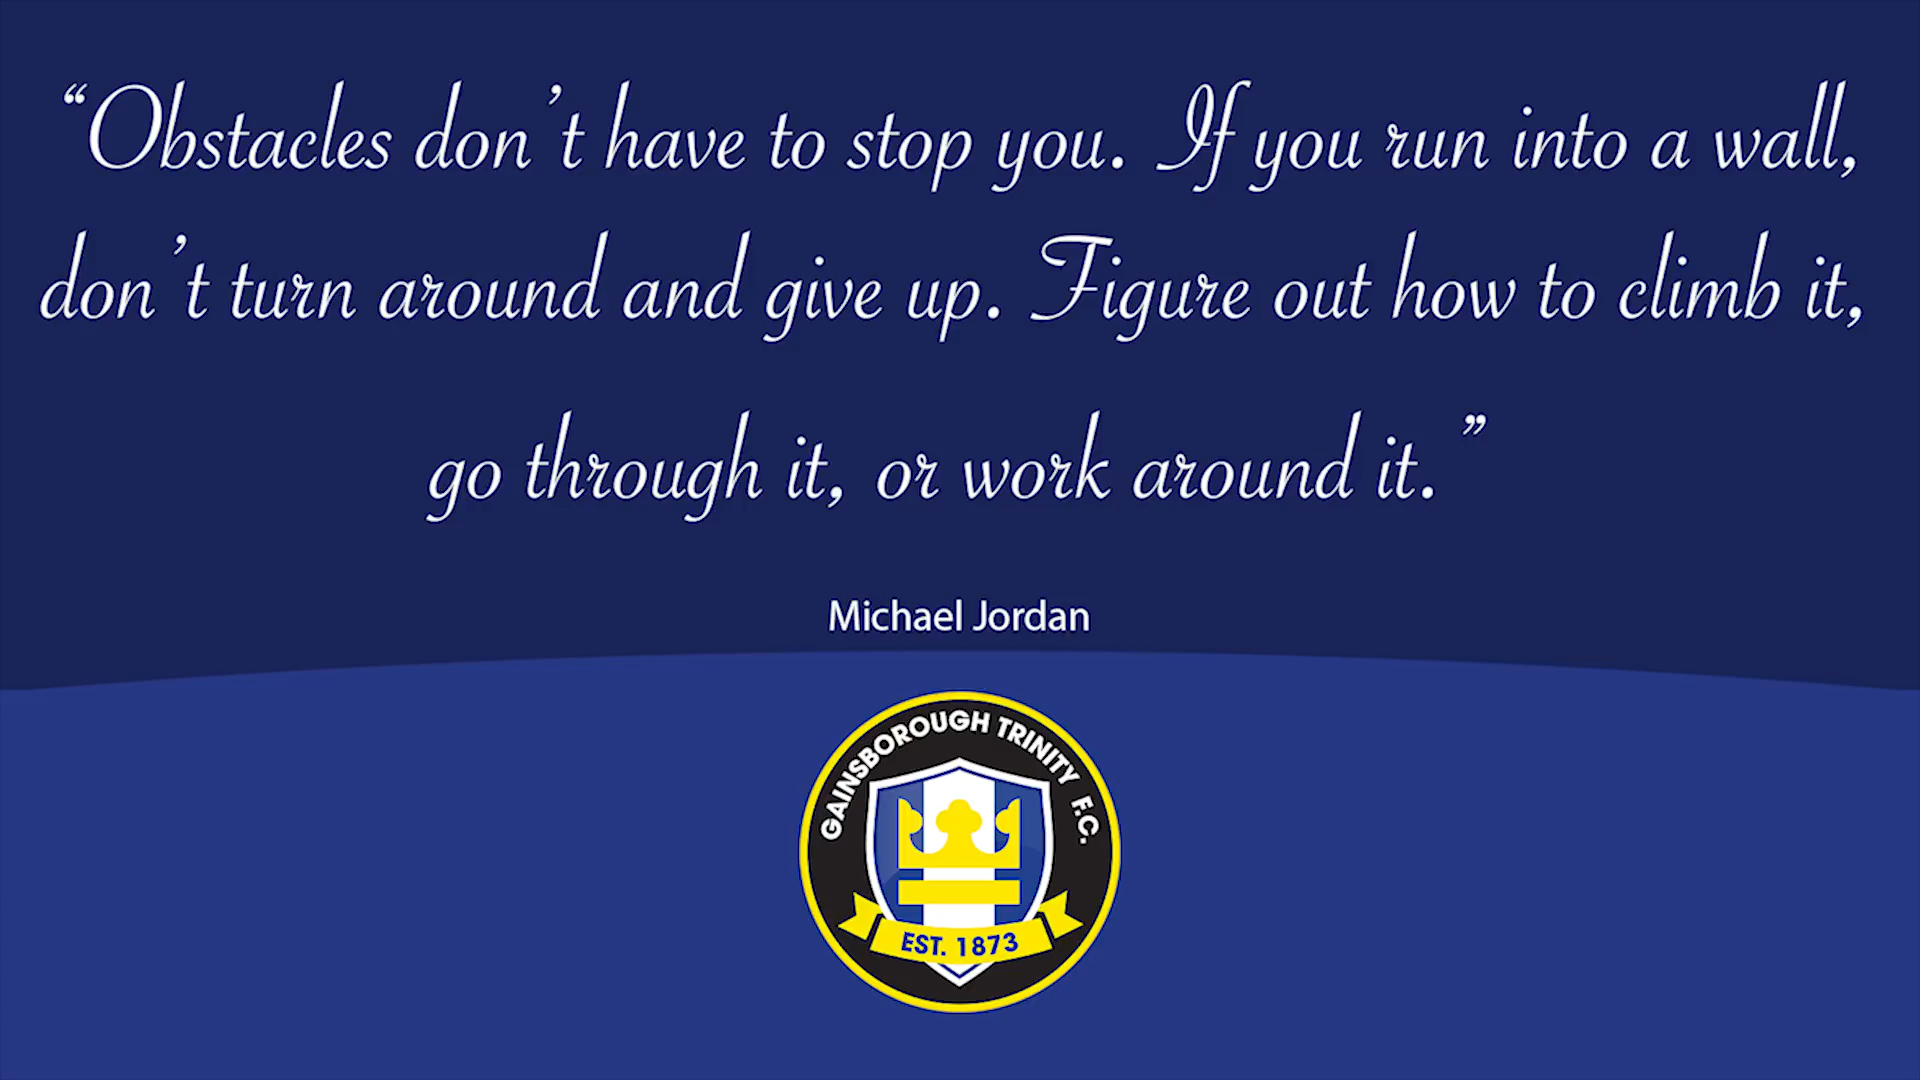 “Obstacles don’t have to stop you. If you run into a wall,
don’t turn around and give up. Figure out how to climb it,
go through it, or work around it.”
Michael Jordan
GAINSBOROUGH TRINITY F.C.
EST. 1873